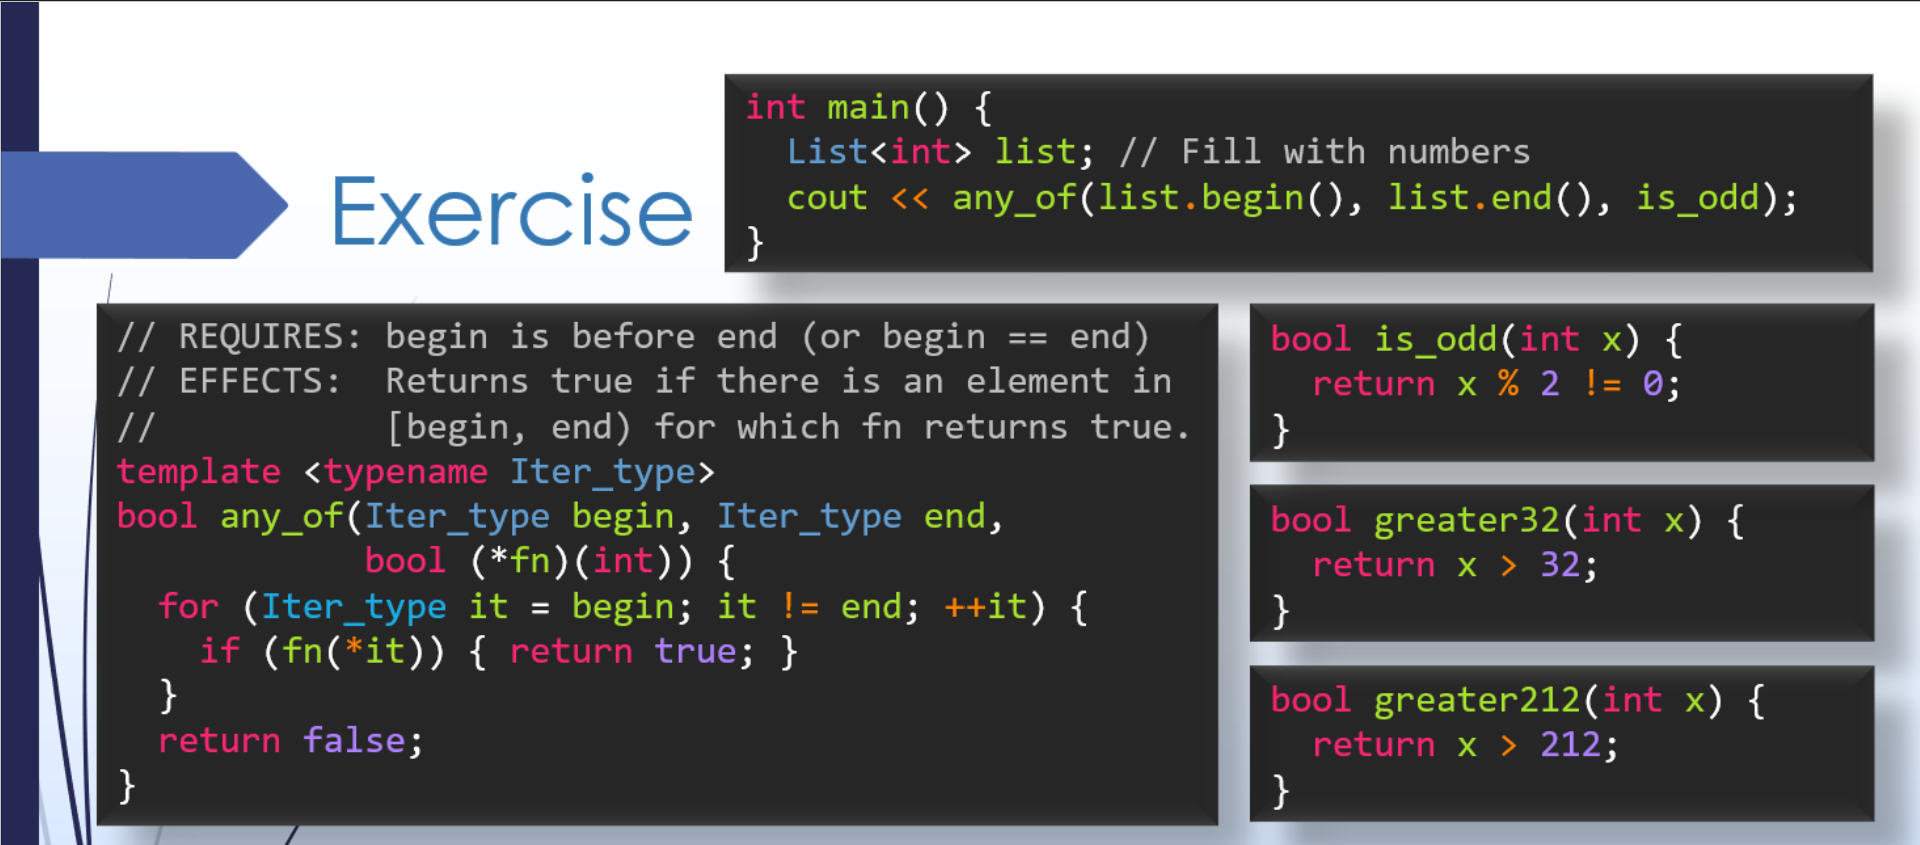 Exercise
int main() {
  List<int> list; // Fill with numbers
  cout << any_of(list.begin(), list.end(), is_odd);
}
// REQUIRES: begin is before end (or begin == end)
// EFFECTS:  Returns true if there is an element in
//           [begin, end) for which fn returns true.
template <typename Iter_type>
bool any_of(Iter_type begin, Iter_type end,
            bool (*fn)(int)) {
  for (Iter_type it = begin; it != end; ++it) {
    if (fn(*it)) { return true; }
  }
  return false;
}
bool is_odd(int x) {
  return x % 2 != 0;
}
bool greater32(int x) {
  return x > 32;
}
bool greater212(int x) {
  return x > 212;
}